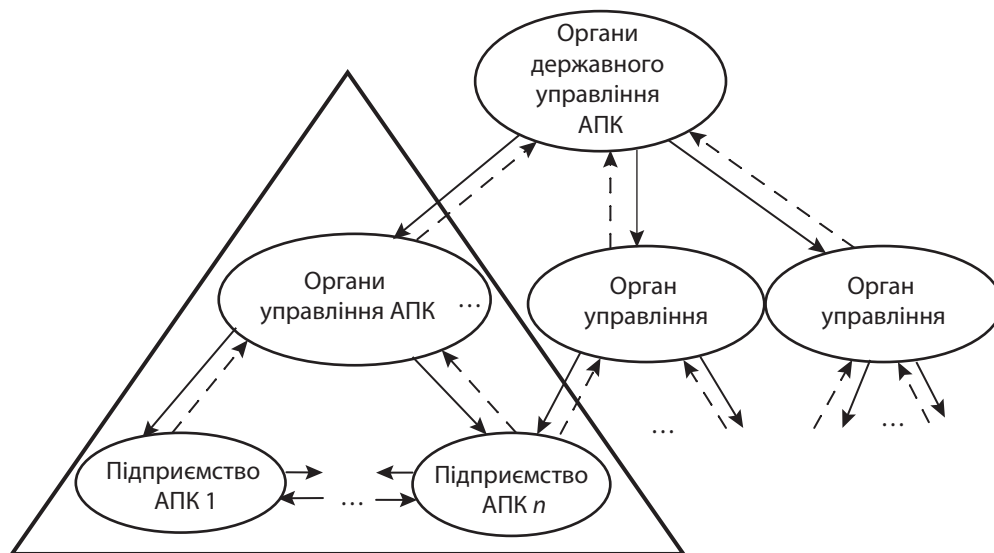 Органи
державного
управління
АПК
Органи
управління АПК ...
Орган
управління
Орган
управління
...
...
Підприємство
АПК 1
...
Підприємство
АПК n